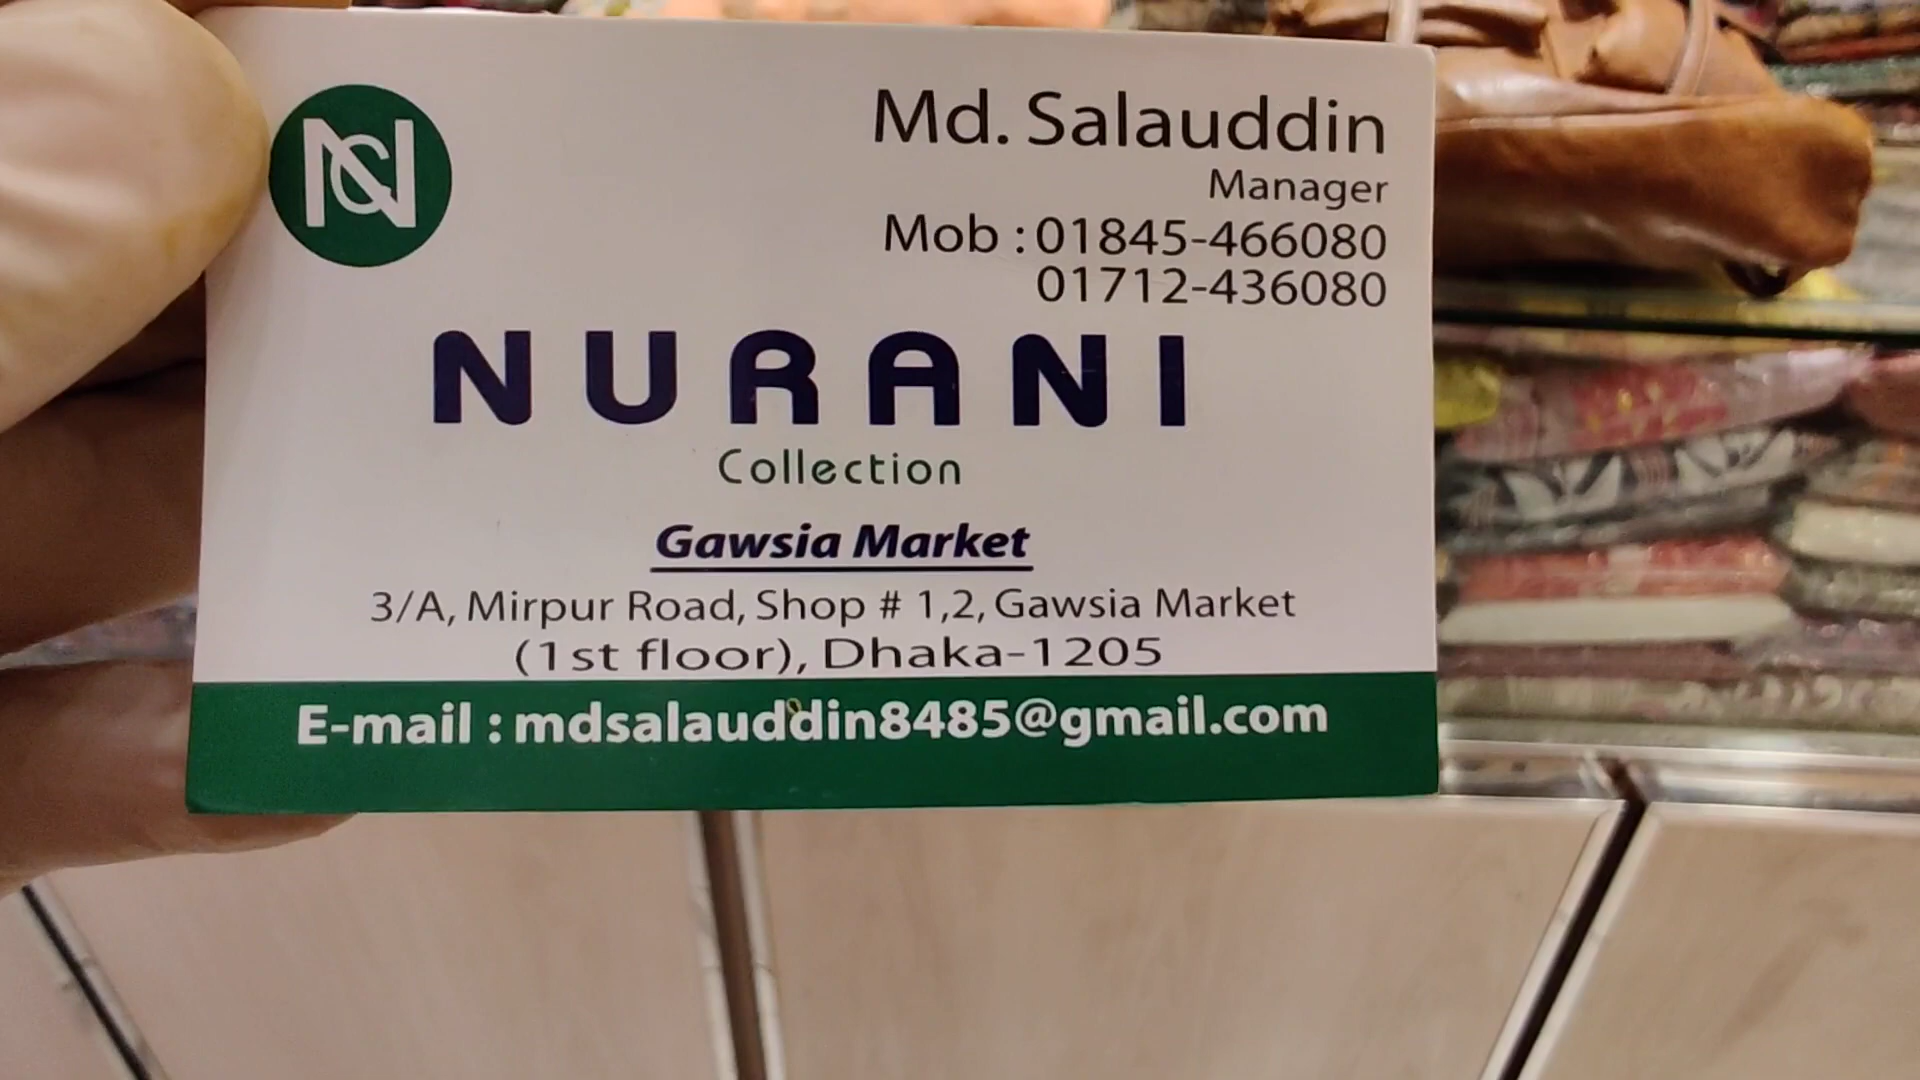 NC
Md. Salauddin
Manager
Mob : 01845-466080
01712-436080
NURANI
Collection
Gawsia Market
3/A, Mirpur Road, Shop # 1,2, Gawsia Market
(1st floor), Dhaka-1205
E-mail : mdsalauddin8485@gmail.com